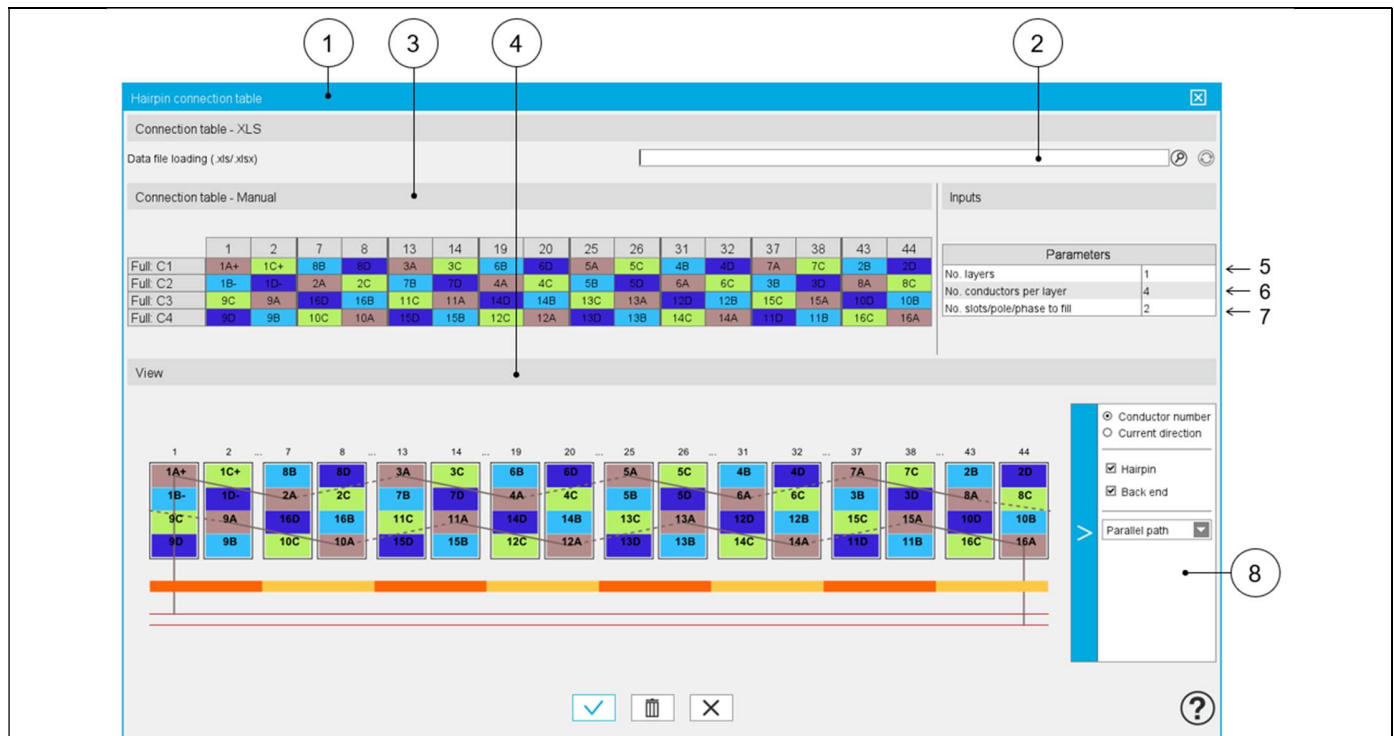 1
3
4
2
Hairpin connection table
Connection table - XLS
Data file loading (.xls/.xlsx)
Connection table - Manual
Inputs
1 2 7 8 13 14 19 20 25 26 31 32 37 38 43 44
Full: C1 1A+ 1C+ 8B 8D 3A 3C 6B 6D 5A 5C 4B 4D 7A 7C 2B 2D
Full: C2 1B- 1D- 2A 2C 7B 7D 4A 4C 5B 5D 6A 6C 3B 3D 8A 8C
Full: C3 9C 9A 16D 16B 11C 11A 14D 14B 13C 13A 12D 12B 15C 15A 10D 10B
Full: C4 9D 9B 10C 10A 15D 15B 12C 12A 13D 13B 14C 14A 11D 11B 16C 16A
Parameters
No. layers 1
No. conductors per layer 4
No. slots/pole/phase to fill 2
← 5
← 6
← 7
View
1 2 ... 7 8 ... 13 14 ... 19 20 ... 25 26 ... 31 32 ... 37 38 ... 43 44
1A+ 1C+ 8B 8D 3A 3C 6B 6D 5A 5C 4B 4D 7A 7C 2B 2D
1B- 1D- 2A 2C 7B 7D 4A 4C 5B 5D 6A 6C 3B 3D 8A 8C
9C 9A 16D 16B 11C 11A 14D 14B 13C 13A 12D 12B 15C 15A 10D 10B
9D 9B 10C 10A 15D 15B 12C 12A 13D 13B 14C 14A 11D 11B 16C 16A
>
Conductor number
Current direction
Hairpin
Back end
Parallel path
8
?